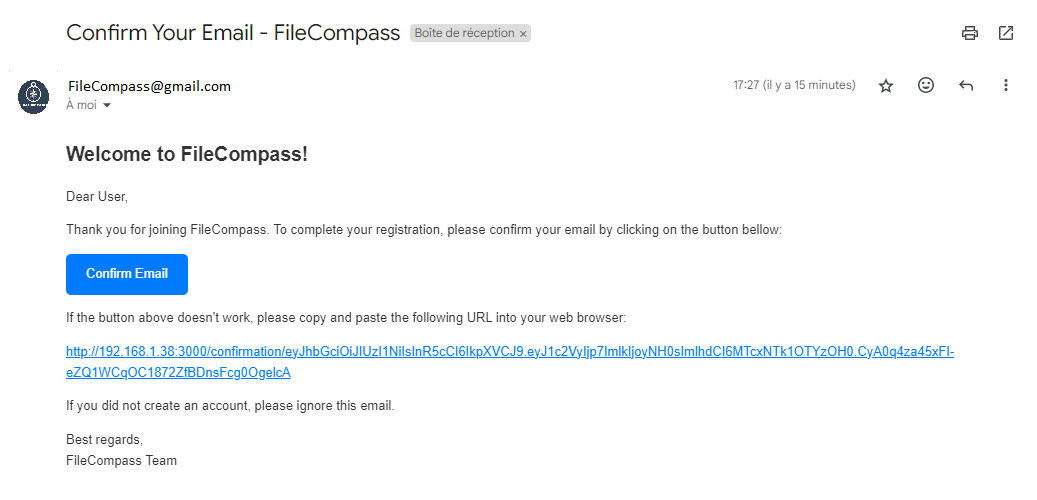 Confirm Your Email - FileCompass Boîte de réception ×
FileCompass@gmail.com 17:27 (il y a 15 minutes)
À moi
Welcome to FileCompass!
Dear User,
Thank you for joining FileCompass. To complete your registration, please confirm your email by clicking on the button bellow:
Confirm Email
If the button above doesn't work, please copy and paste the following URL into your web browser:
http://192.168.1.38:3000/confirmation/eyJhbGciOiJIUzI1NiIsInR5cCI6IkpXVCJ9.eyJ1c2VyIjp7ImlkIjoyNH0sImlhdCI6MTcxNTk1OTYzOH0.CyA0q4za45xFI-
eZQ1WCqOC1872ZfBDnsFcg0OgelcA
If you did not create an account, please ignore this email.
Best regards,
FileCompass Team